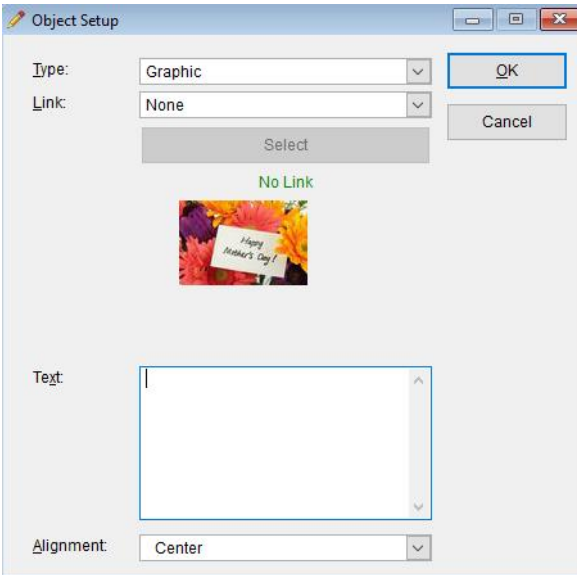 Object Setup
Type:
Graphic
OK
Link:
None
Cancel
Select
No Link
Happy
Mother's Day!
Text:
Alignment:
Center